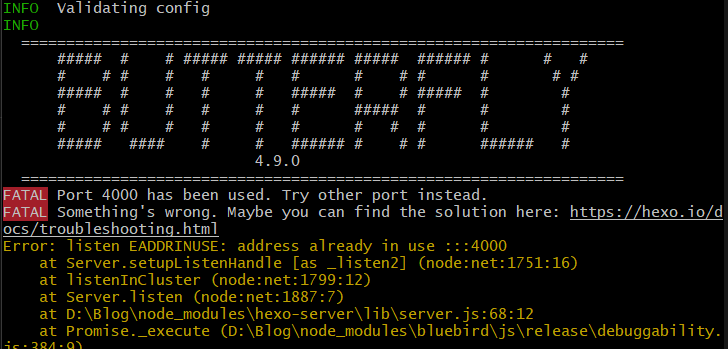 INFO  Validating config
INFO
  ===================================================================
      #####  #    # ##### ##### ###### #####  ###### #      #   #
      #    # #    #   #     #   #      #    # #      #       # #
      #####  #    #   #     #   #####  #    # #####  #        #
      #    # #    #   #     #   #      #####  #      #        #
      #    # #    #   #     #   #      #   #  #      #        #
      #####   ####    #     #   ###### #    # #      ######   #
                            4.9.0
  ===================================================================
FATAL Port 4000 has been used. Try other port instead.
FATAL Something's wrong. Maybe you can find the solution here: https://hexo.io/d
ocs/troubleshooting.html
Error: listen EADDRINUSE: address already in use :::4000
    at Server.setupListenHandle [as _listen2] (node:net:1751:16)
    at listenInCluster (node:net:1799:12)
    at Server.listen (node:net:1887:7)
    at D:\Blog\node_modules\hexo-server\lib\server.js:68:12
    at Promise._execute (D:\Blog\node_modules\bluebird\js\release\debuggability.
js:384:9)